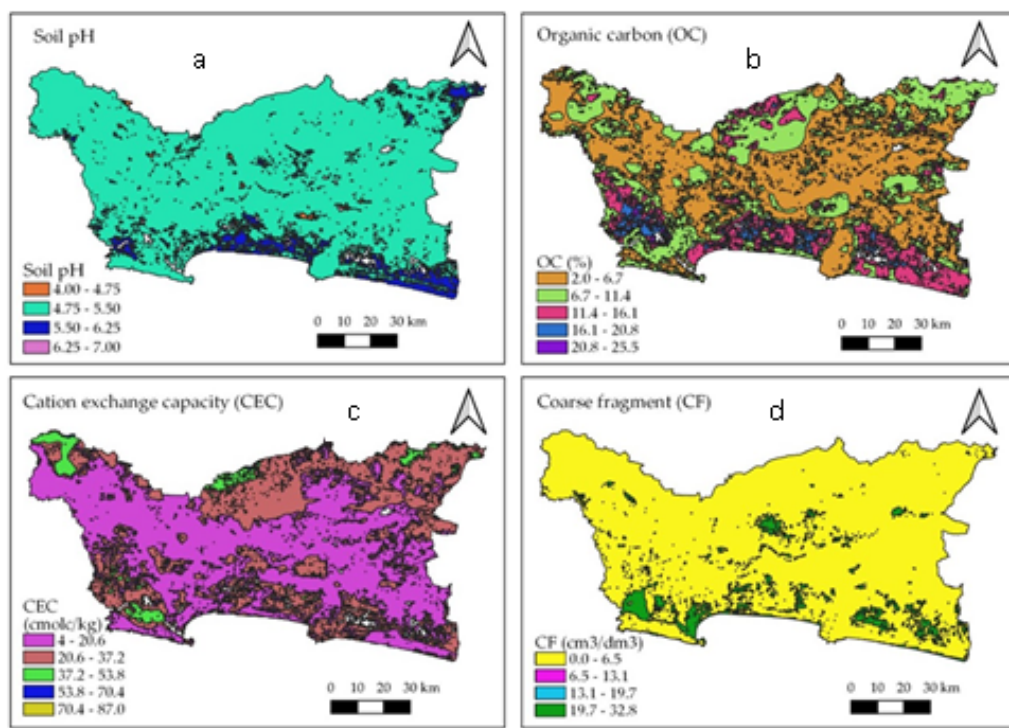 Soil pH
a
Soil pH
4.00 - 4.75
4.75 - 5.50
5.50 - 6.25
6.25 - 7.00
0 10 20 30 km
Organic carbon (OC)
b
OC (%)
2.0 - 6.7
6.7 - 11.4
11.4 - 16.1
16.1 - 20.8
20.8 - 25.5
0 10 20 30 km
Cation exchange capacity (CEC)
c
CEC
(cmolc/kg)
4 - 20.6
20.6 - 37.2
37.2 - 53.8
53.8 - 70.4
70.4 - 87.0
0 10 20 30 km
Coarse fragment (CF)
d
CF (cm3/dm3)
0.0 - 6.5
6.5 - 13.1
13.1 - 19.7
19.7 - 32.8
0 10 20 30 km